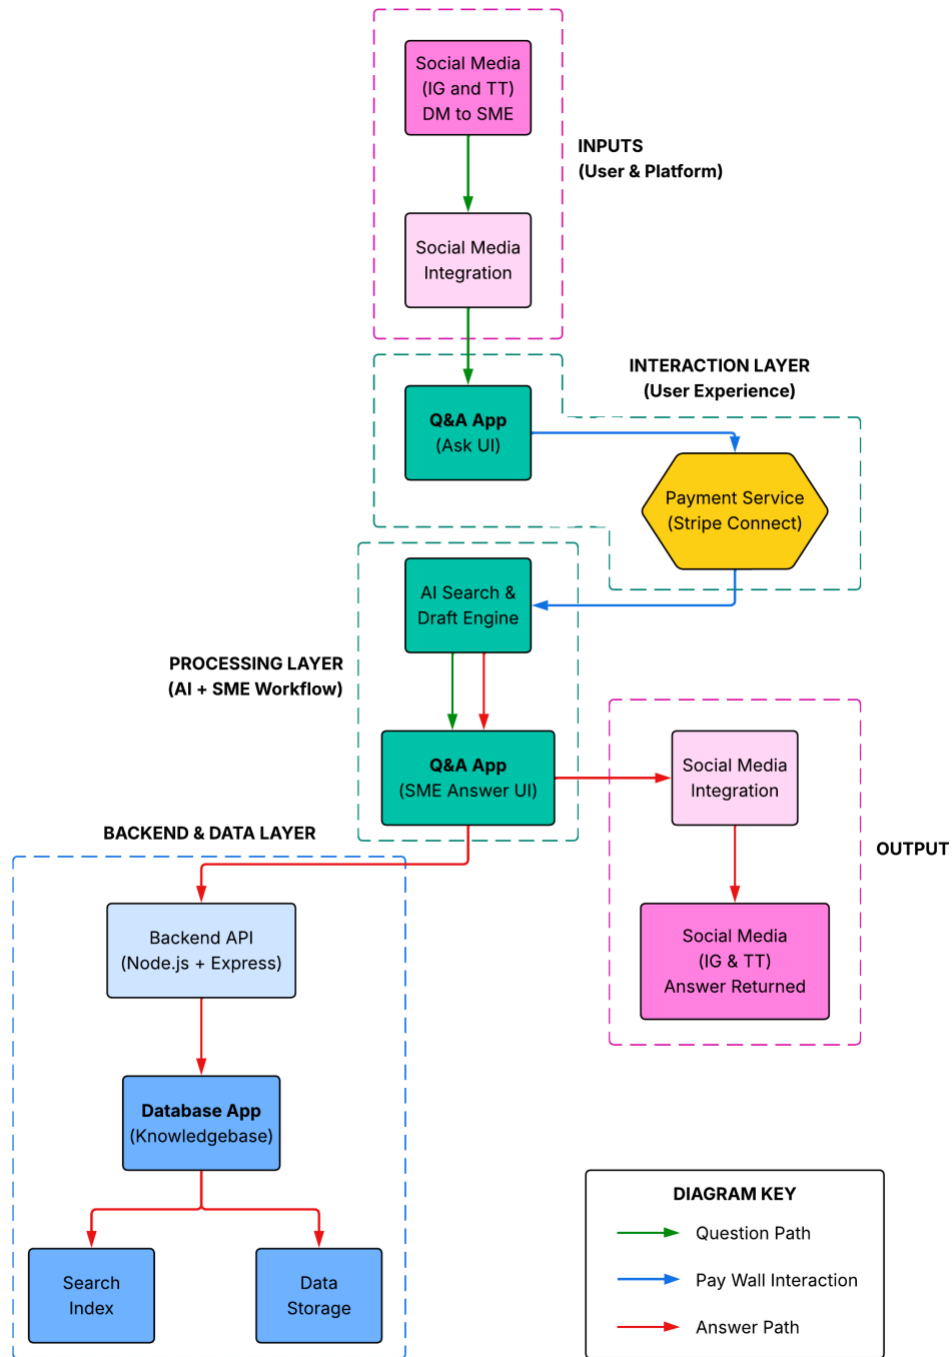 Social Media
(IG and TT)
DM to SME
INPUTS
(User & Platform)
Social Media
Integration
INTERACTION LAYER
(User Experience)
Q&A App
(Ask UI)
Payment Service
(Stripe Connect)
AI Search &
Draft Engine
PROCESSING LAYER
(AI + SME Workflow)
Q&A App
(SME Answer UI)
Social Media
Integration
BACKEND & DATA LAYER
OUTPUT
Backend API
(Node.js + Express)
Social Media
(IG & TT)
Answer Returned
Database App
(Knowledgebase)
Search
Index
Data
Storage
DIAGRAM KEY
Question Path
Pay Wall Interaction
Answer Path